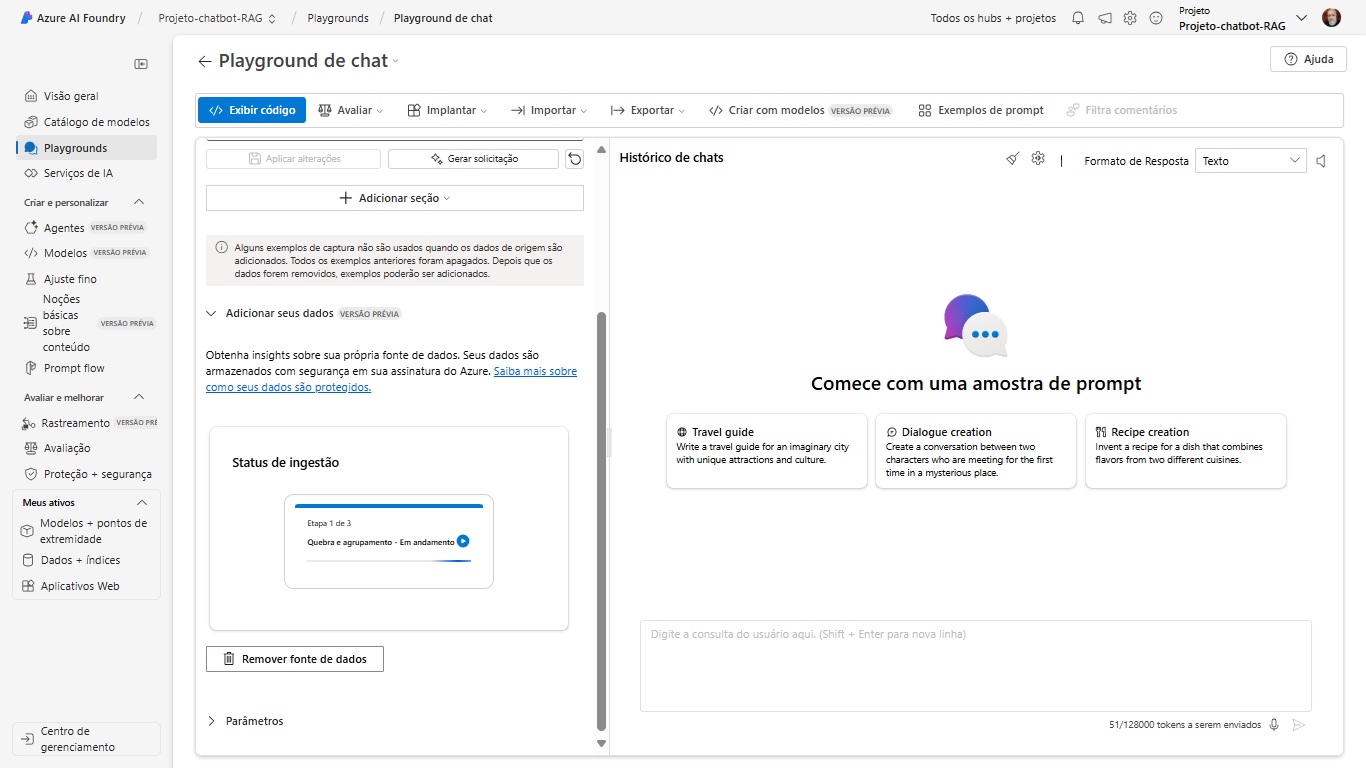 Azure AI Foundry / Projeto-chatbot-RAG / Playgrounds / Playground de chat
Todos os hubs + projetos
Projeto
Projeto-chatbot-RAG
Visão geral
Catálogo de modelos
Playgrounds
Serviços de IA
Criar e personalizar
Agentes VERSÃO PRÉVIA
Modelos VERSÃO PRÉVIA
Ajuste fino
Noções
básicas
sobre
conteúdo
VERSÃO PRÉVIA
Prompt flow
Avaliar e melhorar
Rastreamento VERSÃO PRÉ
Avaliação
Proteção + segurança
Meus ativos
Modelos + pontos de
extremidade
Dados + índices
Aplicativos Web
Centro de
gerenciamento
Playground de chat
Ajuda
Exibir código
Avaliar
Implantar
Importar
Exportar
Criar com modelos VERSÃO PRÉVIA
Exemplos de prompt
Filtra comentários
Aplicar alterações
Gerar solicitação
Adicionar seção
Alguns exemplos de captura não são usados quando os dados de origem são
adicionados. Todos os exemplos anteriores foram apagados. Depois que os
dados forem removidos, exemplos poderão ser adicionados.
Adicionar seus dados VERSÃO PRÉVIA
Obtenha insights sobre sua própria fonte de dados. Seus dados são
armazenados com segurança em sua assinatura do Azure. Saiba mais sobre
como seus dados são protegidos.
Status de ingestão
Etapa 1 de 3
Quebra e agrupamento - Em andamento
Remover fonte de dados
Parâmetros
Histórico de chats
Formato de Resposta
Texto
Comece com uma amostra de prompt
Travel guide
Write a travel guide for an imaginary city
with unique attractions and culture.
Dialogue creation
Create a conversation between two
characters who are meeting for the first
time in a mysterious place.
Recipe creation
Invent a recipe for a dish that combines
flavors from two different cuisines.
Digite a consulta do usuário aqui. (Shift + Enter para nova linha)
51/128000 tokens a serem enviados